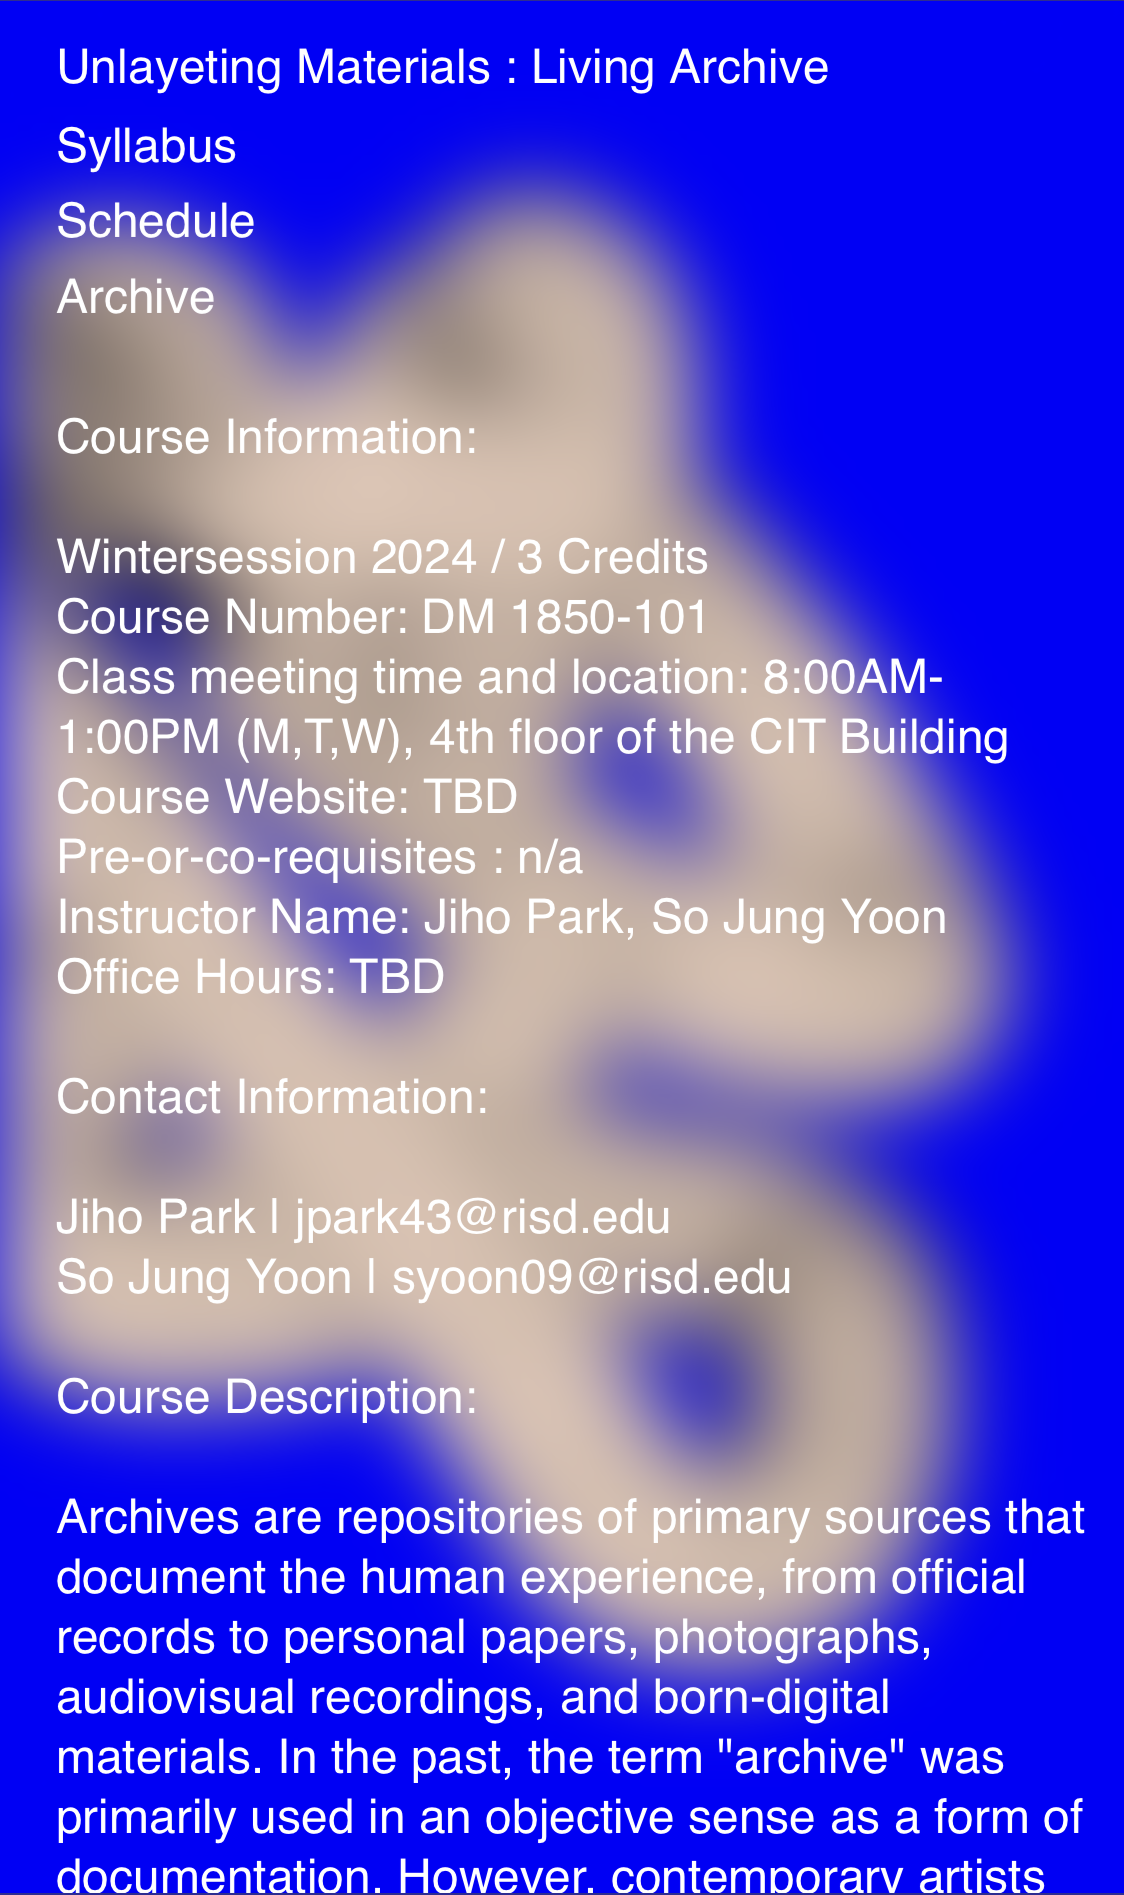 Unlayeting Materials : Living Archive
Syllabus
Schedule
Archive
Course Information:
Wintersession 2024 / 3 Credits
Course Number: DM 1850-101
Class meeting time and location: 8:00AM-
1:00PM (M,T,W), 4th floor of the CIT Building
Course Website: TBD
Pre-or-co-requisites : n/a
Instructor Name: Jiho Park, So Jung Yoon
Office Hours: TBD
Contact Information:
Jiho Park | jpark43@risd.edu
So Jung Yoon | syoon09@risd.edu
Course Description:
Archives are repositories of primary sources that
document the human experience, from official
records to personal papers, photographs,
audiovisual recordings, and born-digital
materials. In the past, the term "archive" was
primarily used in an objective sense as a form of
documentation. However, contemporary artists